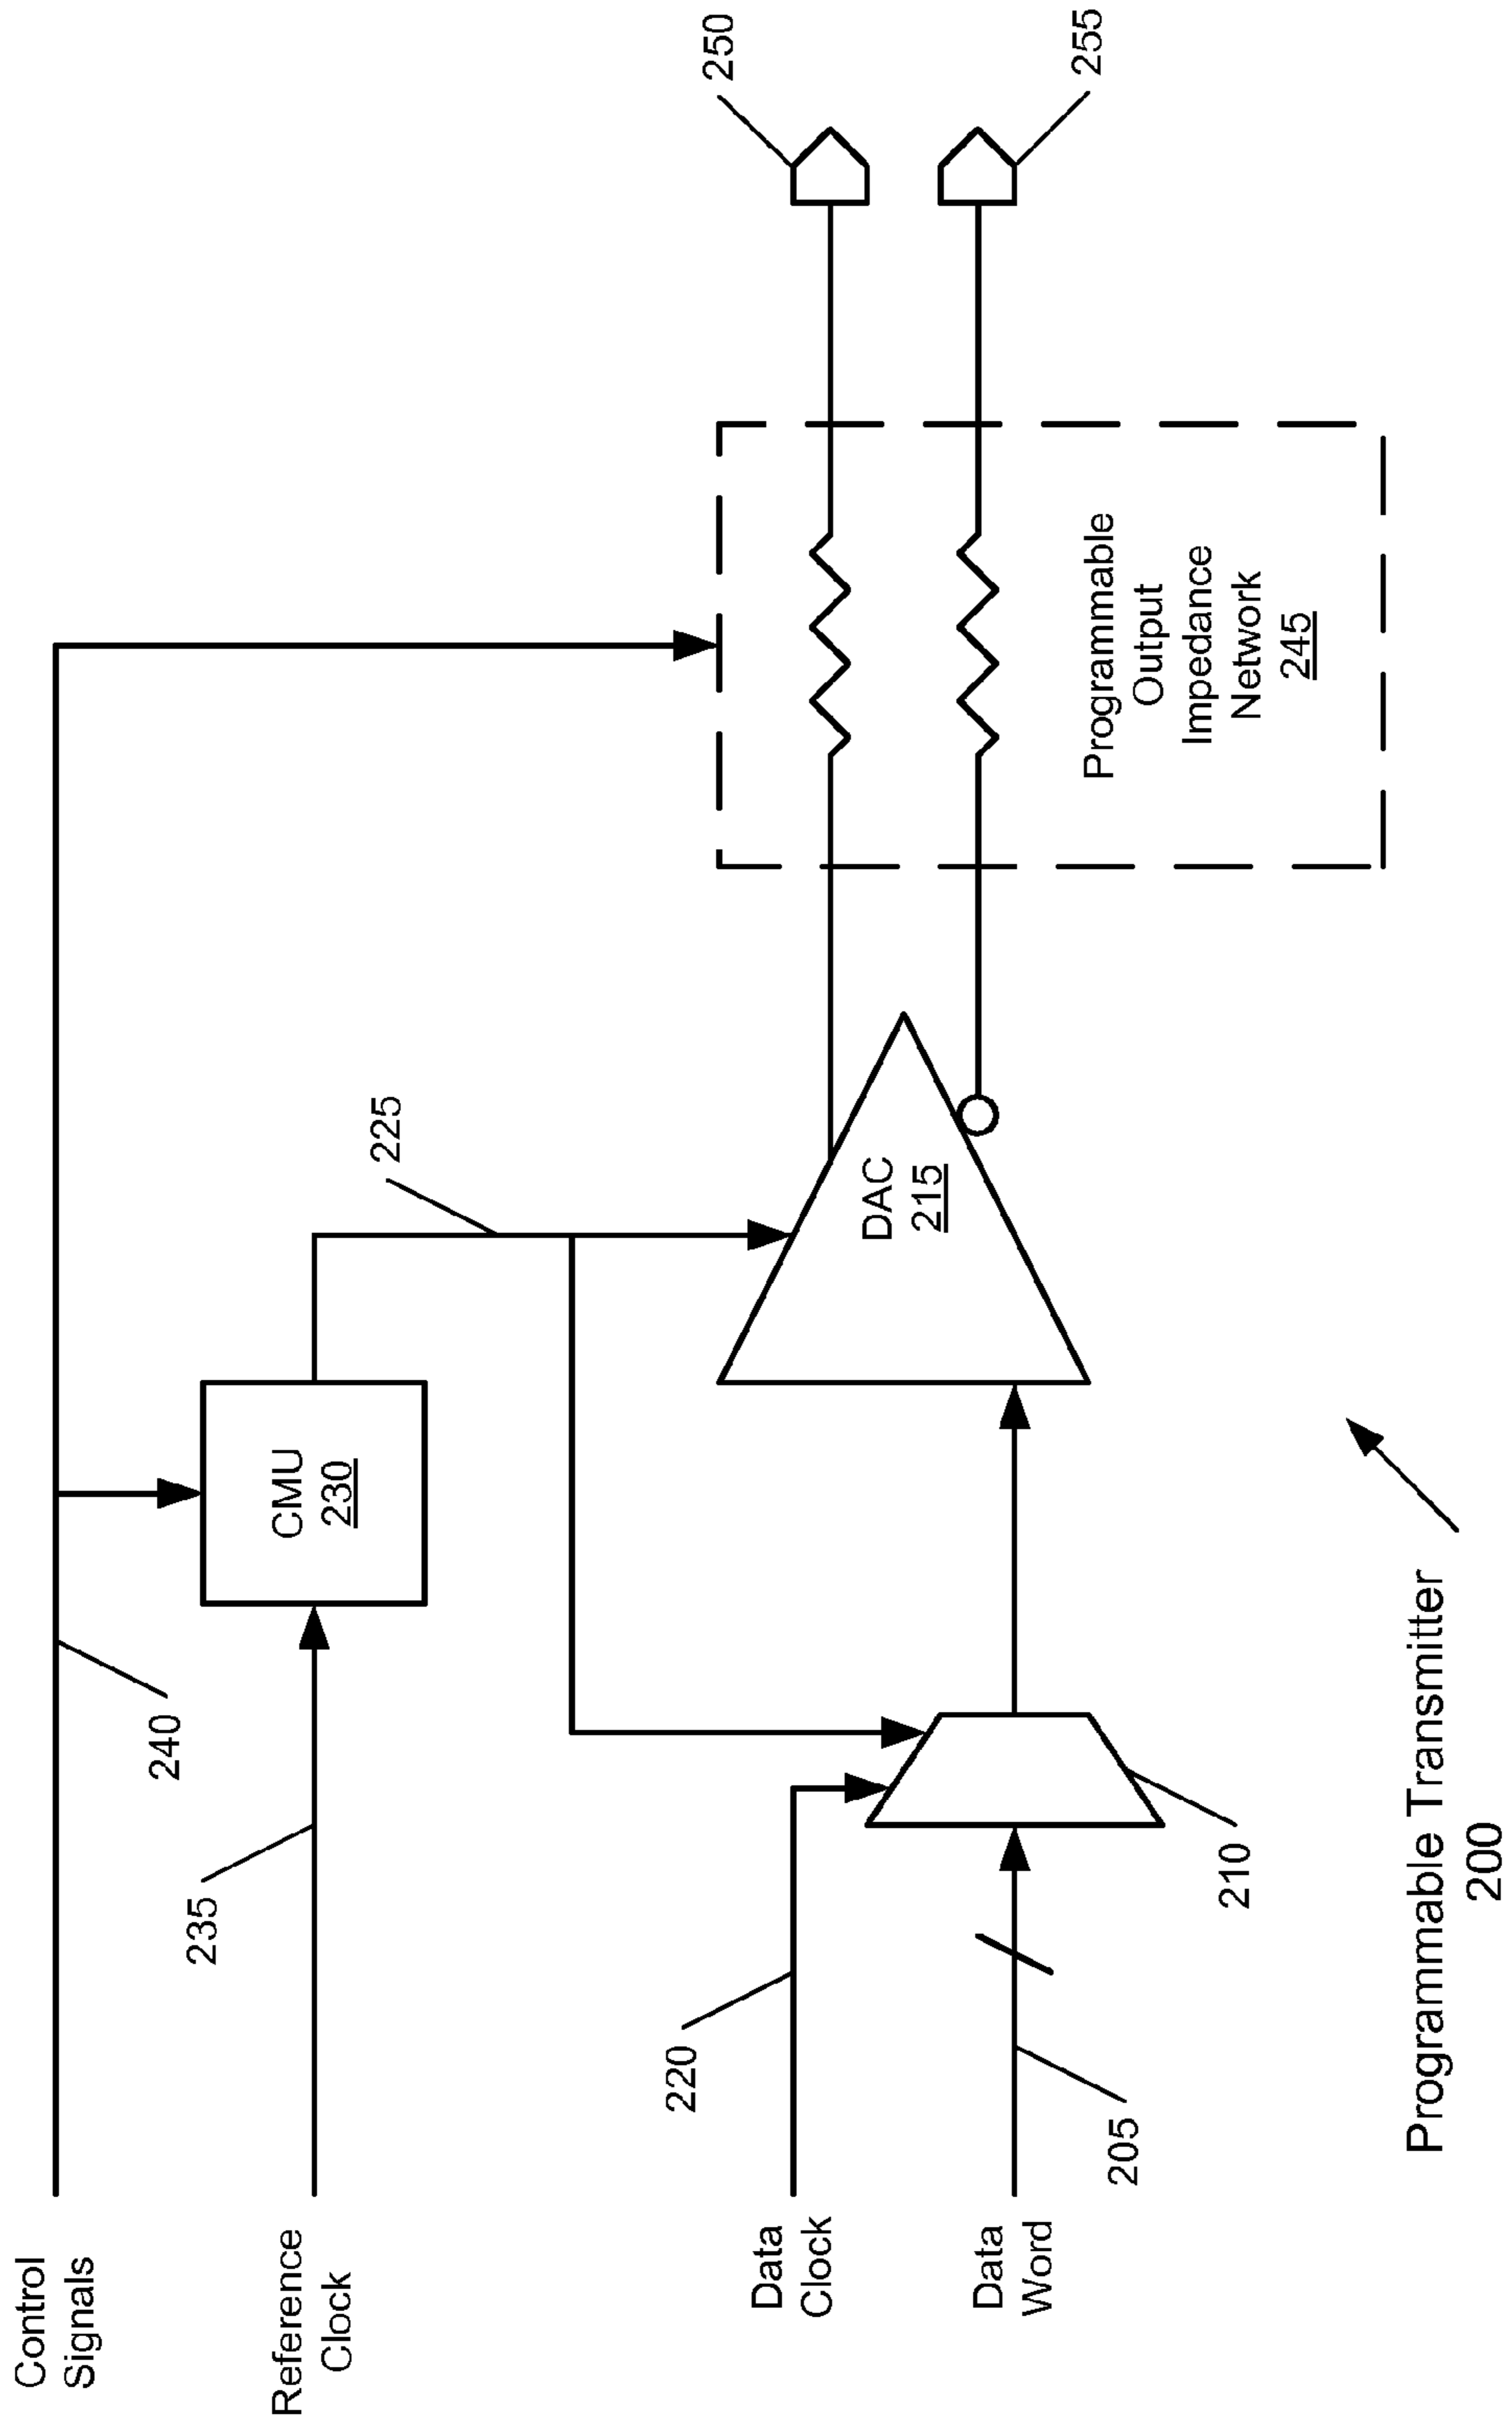 Control
Signals
240
Reference
Clock
235
CMU
230
225
Data
Clock
220
Data
Word
205
210
DAC
215
Programmable
Output
Impedance
Network
245
250
255
Programmable Transmitter
200